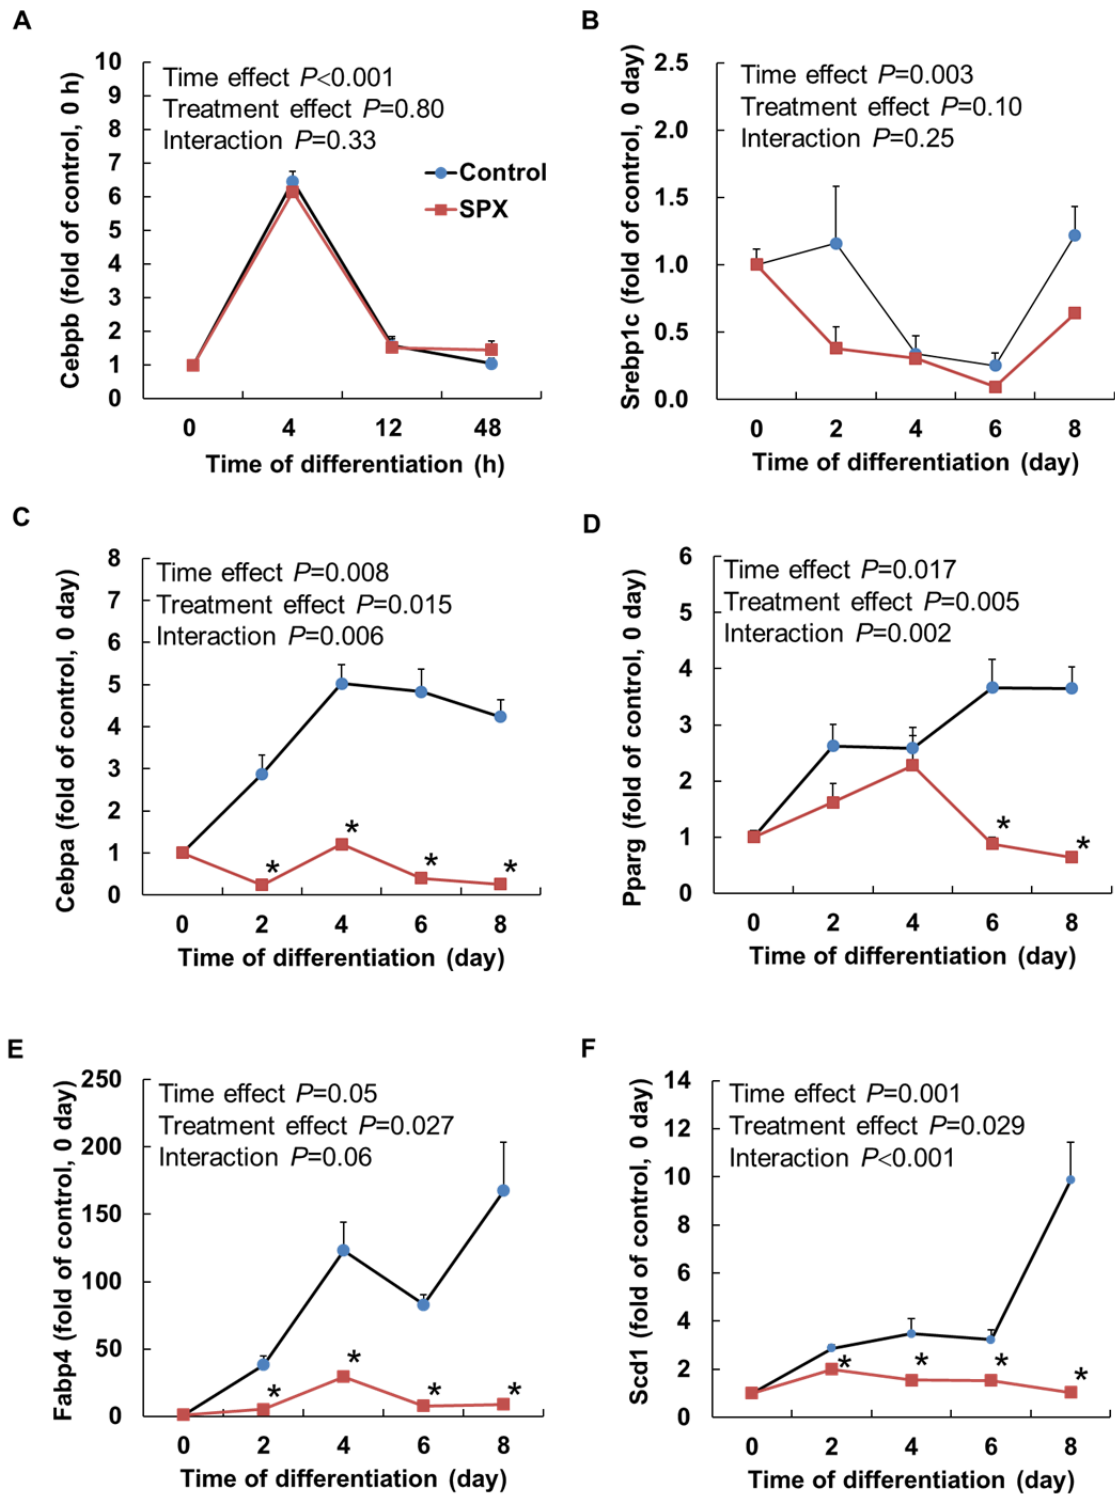 A
Cebpb (fold of control, 0 h)
10
9
8
7
6
5
4
3
2
1
0
Time effect P<0.001
Treatment effect P=0.80
Interaction P=0.33
Control
SPX
0 4 12 48
Time of differentiation (h)
B
Srebp1c (fold of control, 0 day)
2.5
2.0
1.5
1.0
0.5
0.0
Time effect P=0.003
Treatment effect P=0.10
Interaction P=0.25
0 2 4 6 8
Time of differentiation (day)
C
Cebpa (fold of control, 0 day)
8
7
6
5
4
3
2
1
0
Time effect P=0.008
Treatment effect P=0.015
Interaction P=0.006
* * * *
0 2 4 6 8
Time of differentiation (day)
D
Pparg (fold of control, 0 day)
6
5
4
3
2
1
0
Time effect P=0.017
Treatment effect P=0.005
Interaction P=0.002
* *
0 2 4 6 8
Time of differentiation (day)
E
Fabp4 (fold of control, 0 day)
250
200
150
100
50
0
Time effect P=0.05
Treatment effect P=0.027
Interaction P=0.06
* * * *
0 2 4 6 8
Time of differentiation (day)
F
Scd1 (fold of control, 0 day)
14
12
10
8
6
4
2
0
Time effect P=0.001
Treatment effect P=0.029
Interaction P<0.001
* * * *
0 2 4 6 8
Time of differentiation (day)